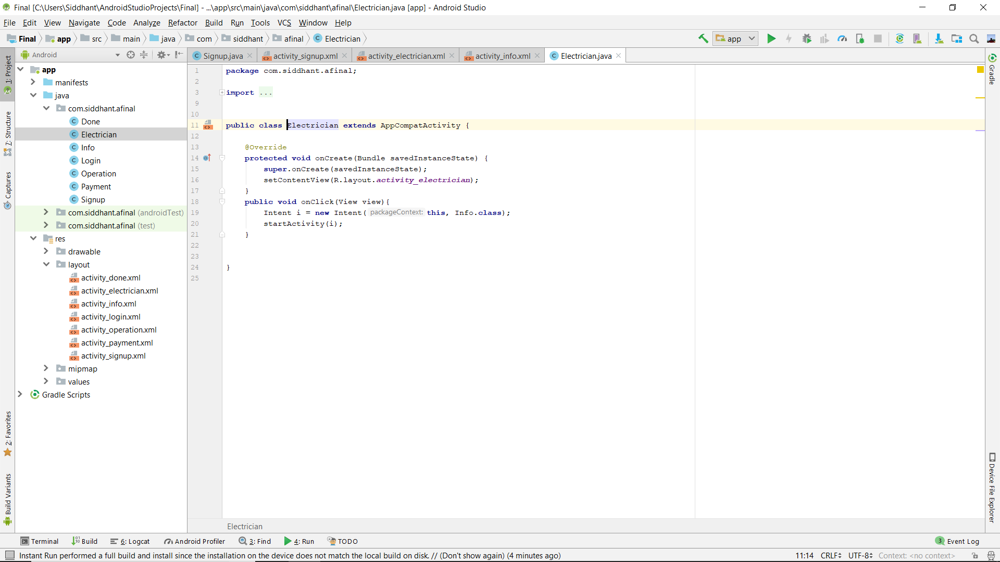 Final [C:\Users\Siddhant\AndroidStudioProjects\Final] - ...\app\src\main\java\com\siddhant\afinal\Electrician.java [app] - Android Studio
File Edit View Navigate Code Analyze Refactor Build Run Tools VCS Window Help
Final app src main java com siddhant afinal Electrician app
Android
Signup.java activity_signup.xml activity_electrician.xml activity_info.xml Electrician.java
1: Project
7: Structure
Captures
2: Favorites
Build Variants
app
manifests
java
com.siddhant.afinal
Done
Electrician
Info
Login
Operation
Payment
Signup
com.siddhant.afinal (androidTest)
com.siddhant.afinal (test)
res
drawable
layout
activity_done.xml
activity_electrician.xml
activity_info.xml
activity_login.xml
activity_operation.xml
activity_payment.xml
activity_signup.xml
mipmap
values
Gradle Scripts
1 package com.siddhant.afinal;
2
3 import ...
9
10
11 public class Electrician extends AppCompatActivity {
12
13 @Override
14 protected void onCreate(Bundle savedInstanceState) {
15 super.onCreate(savedInstanceState);
16 setContentView(R.layout.activity_electrician);
17 }
18 public void onClick(View view){
19 Intent i = new Intent( packageContext: this, Info.class);
20 startActivity(i);
21 }
22
23
24 }
25
Electrician
Gradle
Device File Explorer
Terminal Build 6: Logcat Android Profiler 3: Find 4: Run TODO 3 Event Log
Instant Run performed a full build and install since the installation on the device does not match the local build on disk. // (Don't show again) (4 minutes ago) 11:14 CRLF UTF-8 Context: <no context>